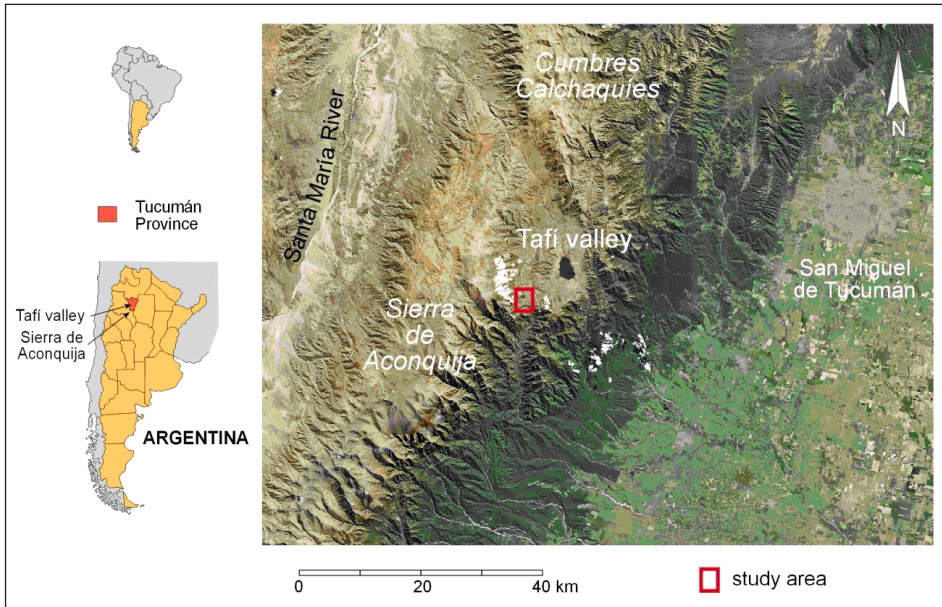 Tucumán
Province
Tafí valley
Sierra de
Aconquija
ARGENTINA
Santa María River
Cumbres
Calchaquíes
N
Tafí valley
San Miguel
de Tucumán
Sierra
de
Aconquija
0 20 40 km
study area